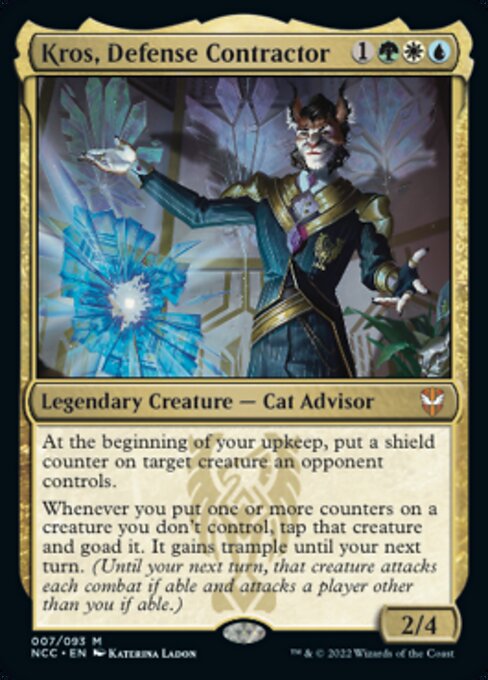 Kros, Defense Contractor 1
Legendary Creature — Cat Advisor
At the beginning of your upkeep, put a shield
counter on target creature an opponent
controls.
Whenever you put one or more counters on a
creature you don't control, tap that creature
and goad it. It gains trample until your next
turn. (Until your next turn, that creature attacks
each combat if able and attacks a player other
than you if able.)
2/4
007/093 M
NCC • EN Katerina Ladon
™ & © 2022 Wizards of the Coast